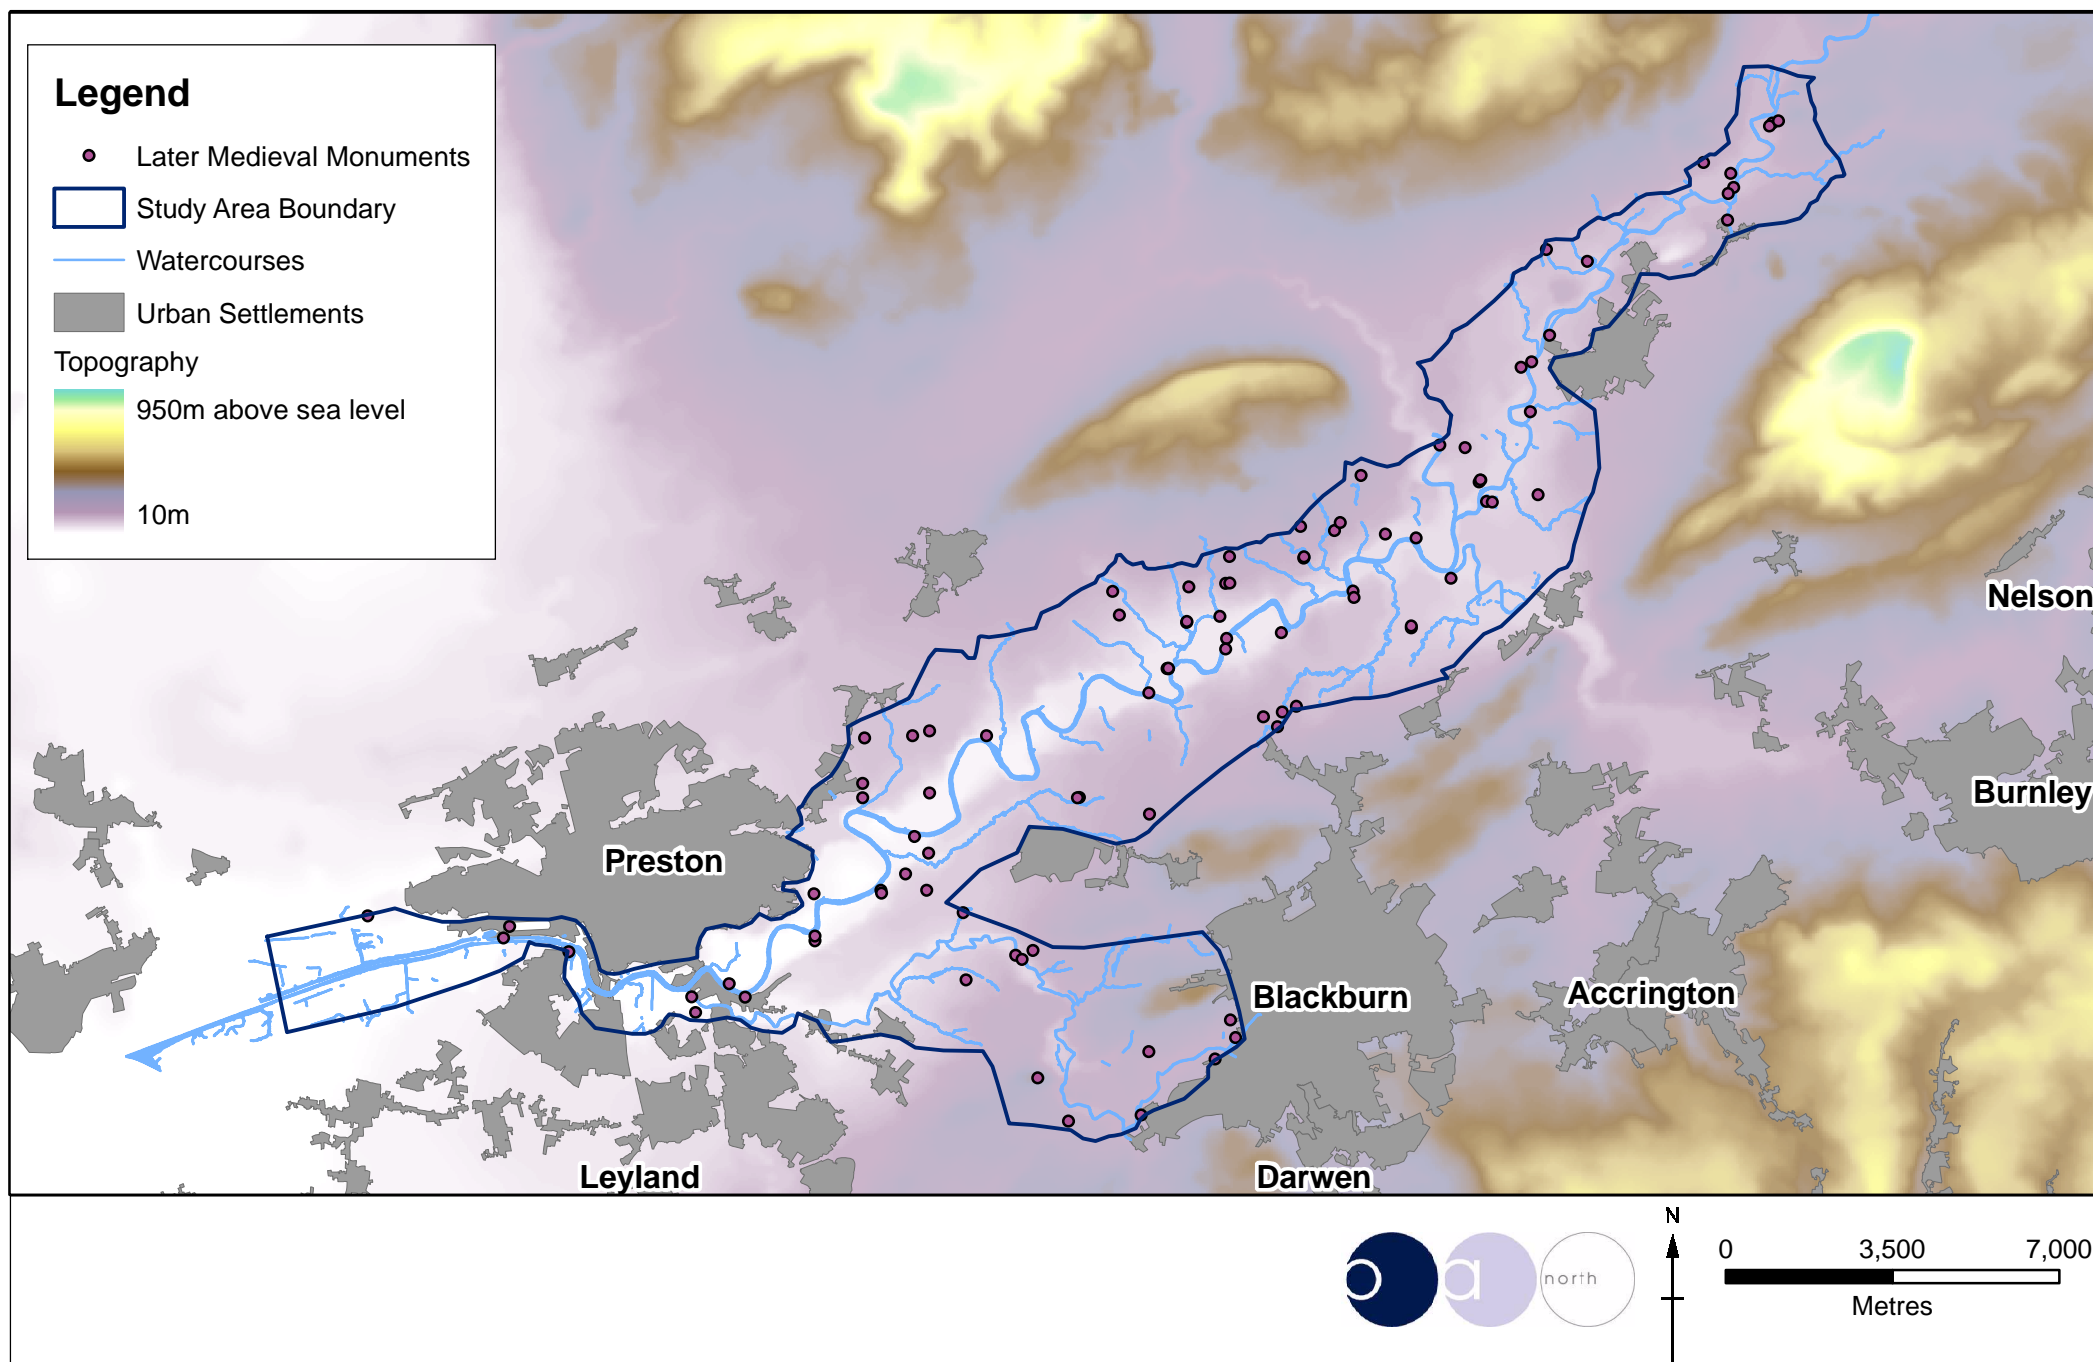 Legend
Later Medieval Monuments
Study Area Boundary
Watercourses
Urban Settlements
Topography
950m above sea level
10m
Nelson
Burnley
Preston
Blackburn
Accrington
Leyland
Darwen
oa north
N
0 3,500 7,000
Metres